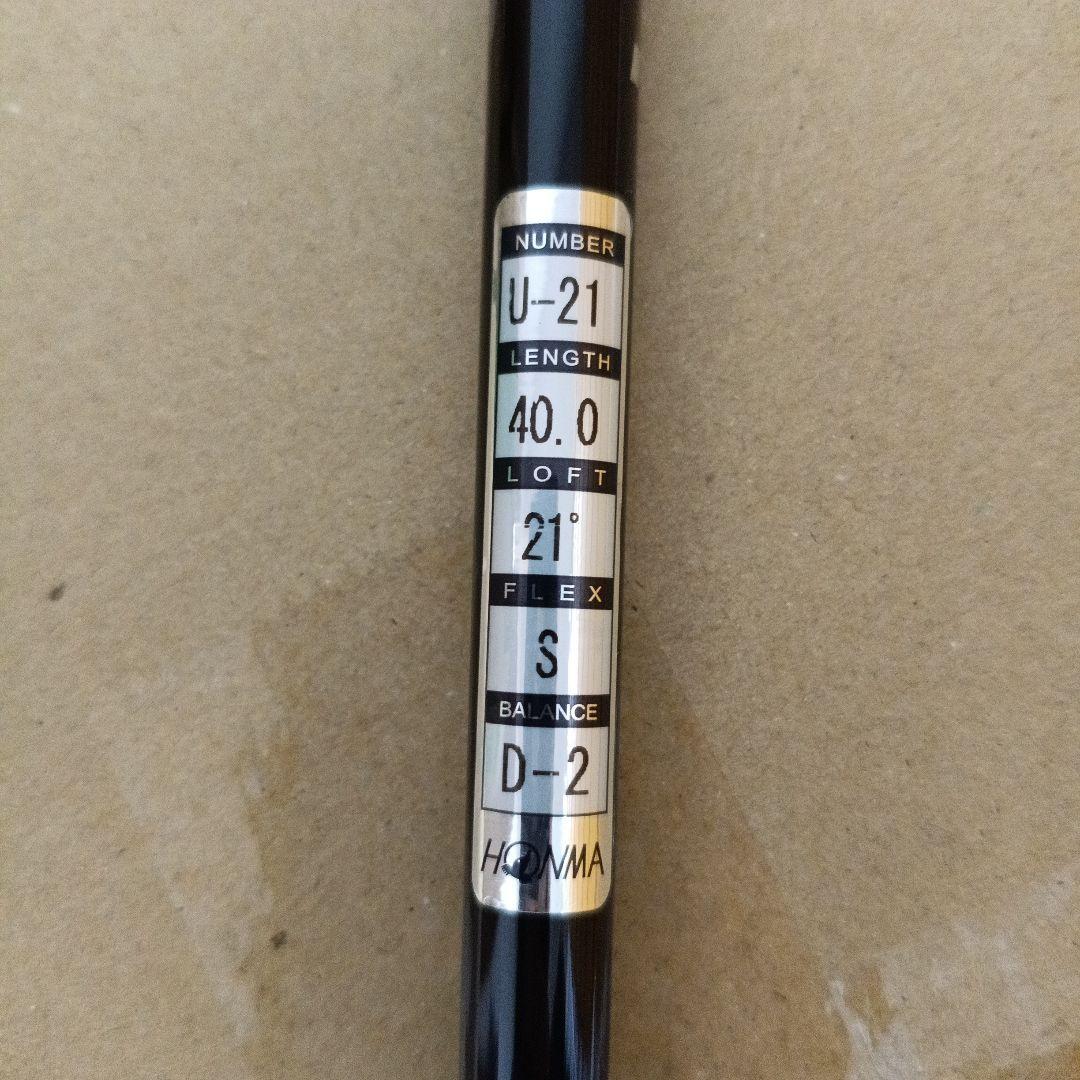 NUMBER
U-21
LENGTH
40.0
LOFT
21°
FLEX
S
BALANCE
D-2
HONMA